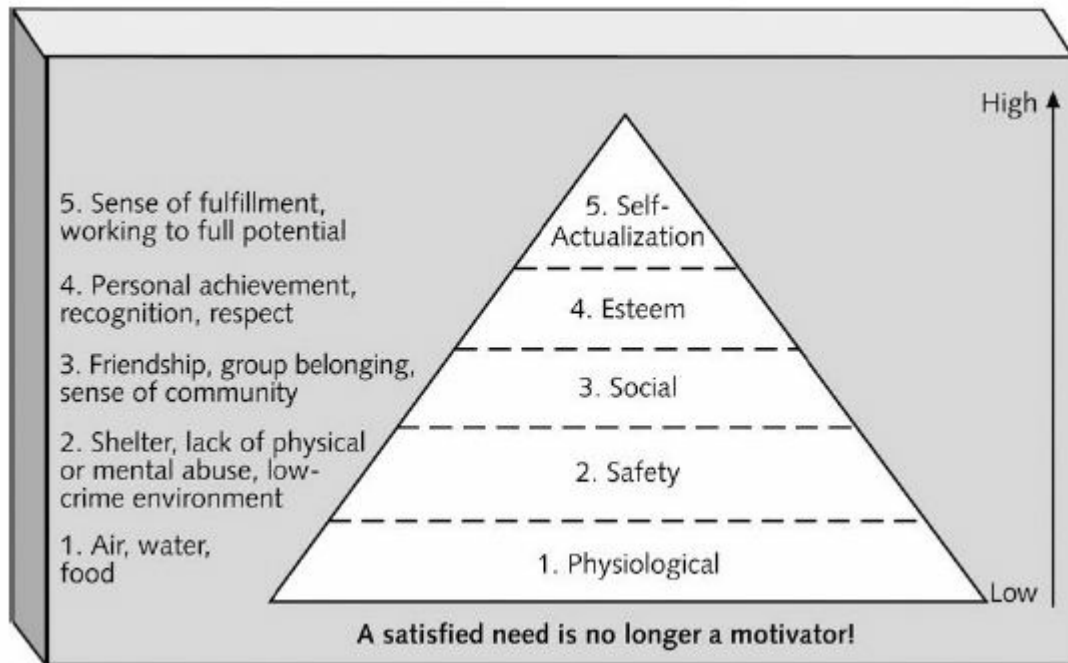 High
5. Sense of fulfillment,
working to full potential
5. Self-
Actualization
4. Personal achievement,
recognition, respect
4. Esteem
3. Friendship, group belonging,
sense of community
3. Social
2. Shelter, lack of physical
or mental abuse, low-
crime environment
2. Safety
1. Air, water,
food
1. Physiological
Low
A satisfied need is no longer a motivator!